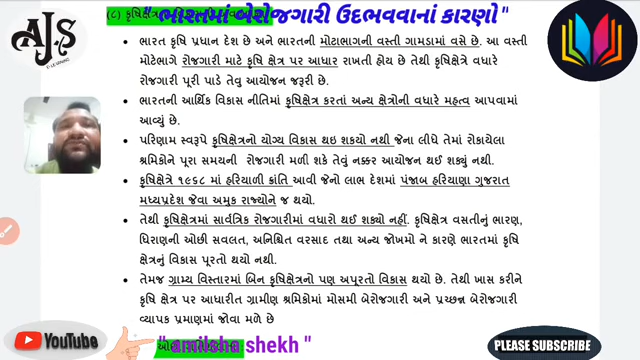 (C) કૃષિક્ષેત્ર
" ભારતમાં બેરોજગારી ઉદભવવાનાં કારણો "
AJS
• ભારત કૃષિ પ્રધાન દેશ છે અને ભારતની મોટાભાગની વસ્તી ગામડામાં વસે છે. આ વસ્તી
મોટેભાગે રોજગારી માટે કૃષિ ક્ષેત્ર પર આધાર રાખતી હોય છે તેથી કૃષિક્ષેત્રે વધારે
રોજગારી પૂરી પાડે તેવુ આયોજન જરૂરી છે.
• ભારતની આર્થિક વિકાસ નીતિમાં કૃષિક્ષેત્ર કરતાં અન્ય ક્ષેત્રોની વધારે મહત્વ આપવામાં
આવ્યું છે.
• પરિણામ સ્વરૂપે કૃષિક્ષેત્રનો યોગ્ય વિકાસ થઇ શકયો નથી જેના લીધે તેમાં રોકાયેલા
શ્રમિકોને પૂરા સમયની રોજગારી મળી શકે તેવું નક્કર આયોજન થઈ શક્યું નથી.
• કૃષિક્ષેત્રે ૧૯૬૮ માં હરિયાળી ક્રાંતિ આવી જેનો લાભ દેશમાં પંજાબ હરિયાણા ગુજરાત
મધ્યપ્રદેશ જેવા અમુક રાજ્યોને જ થયો.
• તેથી કૃષિક્ષેત્રમાં સાર્વત્રિક રોજગારીમાં વધારો થઈ શક્યો નહીં. કૃષિક્ષેત્ર વસતીનું ભારણ,
ધિરાણની ઓછી સવલત, અનિશ્ચિત વરસાદ તથા અન્ય જોખમો ને કારણે ભારતમાં કૃષિ
ક્ષેત્રનું વિકાસ પૂરતો થયો નથી.
• તેમજ ગ્રામ્ય વિસ્તારમાં બિન કૃષિક્ષેત્રનો પણ અપૂરતો વિકાસ થયો છે. તેથી ખાસ કરીને
કૃષિ ક્ષેત્ર પર આધારીત ગ્રામીણ શ્રમિકોમાં મોસમી બેરોજગારી અને પ્રચ્છન્ન બેરોજગારી
વ્યાપક પ્રમાણમાં જોવા મળે છે
YouTube
" amilsha shekh "
PLEASE SUBSCRIBE